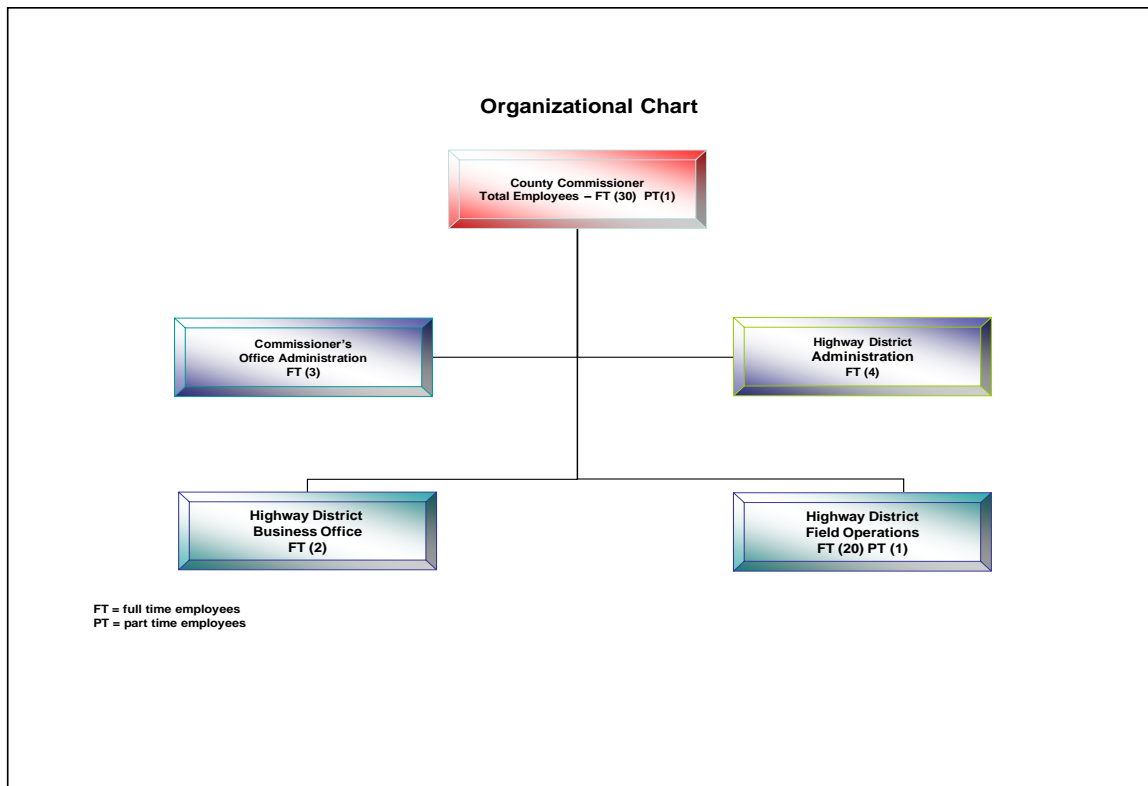 Organizational Chart
County Commissioner
Total Employees – FT (30) PT(1)
Commissioner's
Office Administration
FT (3)
Highway District
Administration
FT (4)
Highway District
Business Office
FT (2)
Highway District
Field Operations
FT (20) PT (1)
FT = full time employees
PT = part time employees